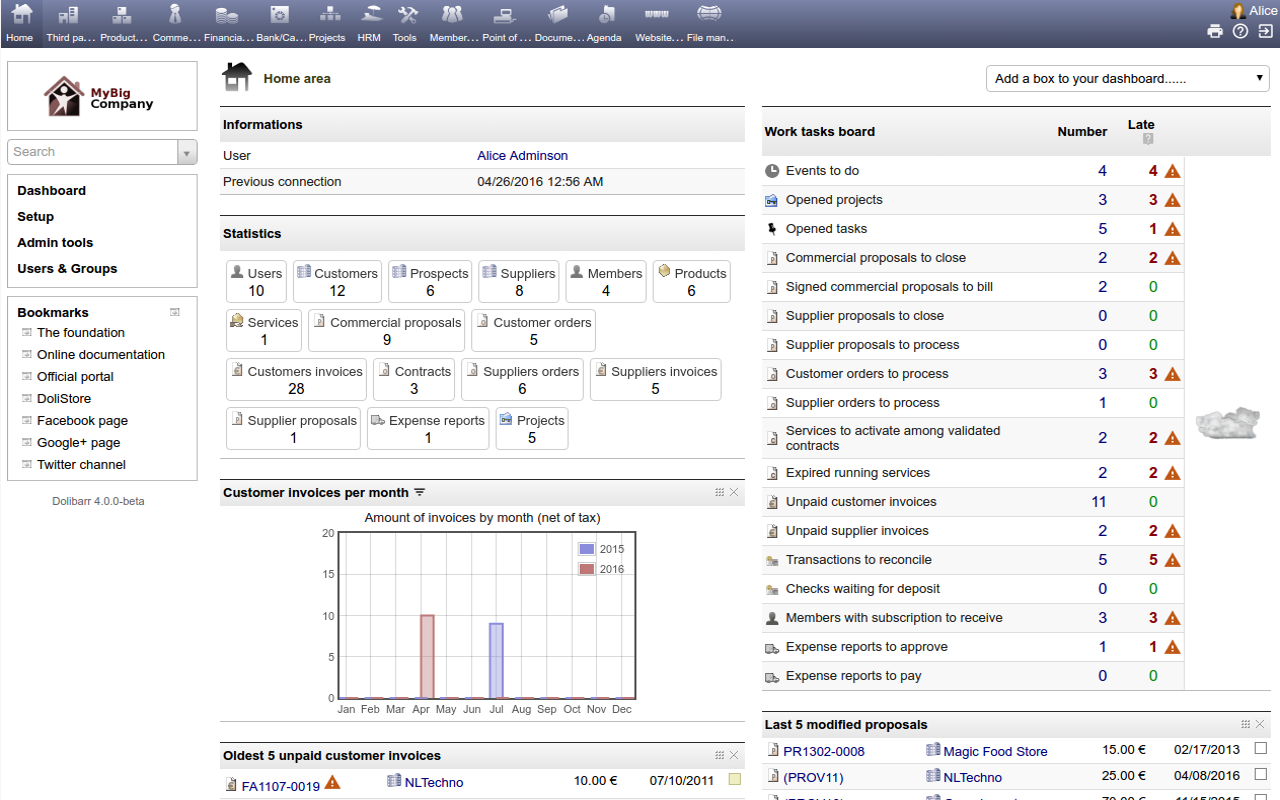 Home Third pa... Product... Comme... Financia... Bank/Ca... Projects HRM Tools Member... Point of ... Docume... Agenda Website... File man...
Alice
MyBig
Company
Search
Dashboard
Setup
Admin tools
Users & Groups
Bookmarks
The foundation
Online documentation
Official portal
DoliStore
Facebook page
Google+ page
Twitter channel
Dolibarr 4.0.0-beta
Home area
Add a box to your dashboard......
Informations
User Alice Adminson
Previous connection 04/26/2016 12:56 AM
Statistics
Users Customers Prospects Suppliers Members Products
10 12 6 8 4 6
Services Commercial proposals Customer orders
1 9 5
Customers invoices Contracts Suppliers orders Suppliers invoices
28 3 6 5
Supplier proposals Expense reports Projects
1 1 5
Customer invoices per month
Amount of invoices by month (net of tax)
20
15
10
5
0
2015
2016
Jan Feb Mar Apr May Jun Jul Aug Sep Oct Nov Dec
Oldest 5 unpaid customer invoices
FA1107-0019 NLTechno 10.00 € 07/10/2011
Work tasks board Number Late
Events to do 4 4
Opened projects 3 3
Opened tasks 5 1
Commercial proposals to close 2 2
Signed commercial proposals to bill 2 0
Supplier proposals to close 0 0
Supplier proposals to process 0 0
Customer orders to process 3 3
Supplier orders to process 1 0
Services to activate among validated
contracts 2 2
Expired running services 2 2
Unpaid customer invoices 11 0
Unpaid supplier invoices 2 2
Transactions to reconcile 5 5
Checks waiting for deposit 0 0
Members with subscription to receive 3 3
Expense reports to approve 1 1
Expense reports to pay 0 0
Last 5 modified proposals
PR1302-0008 Magic Food Store 15.00 € 02/17/2013
(PROV11) NLTechno 25.00 € 04/08/2016